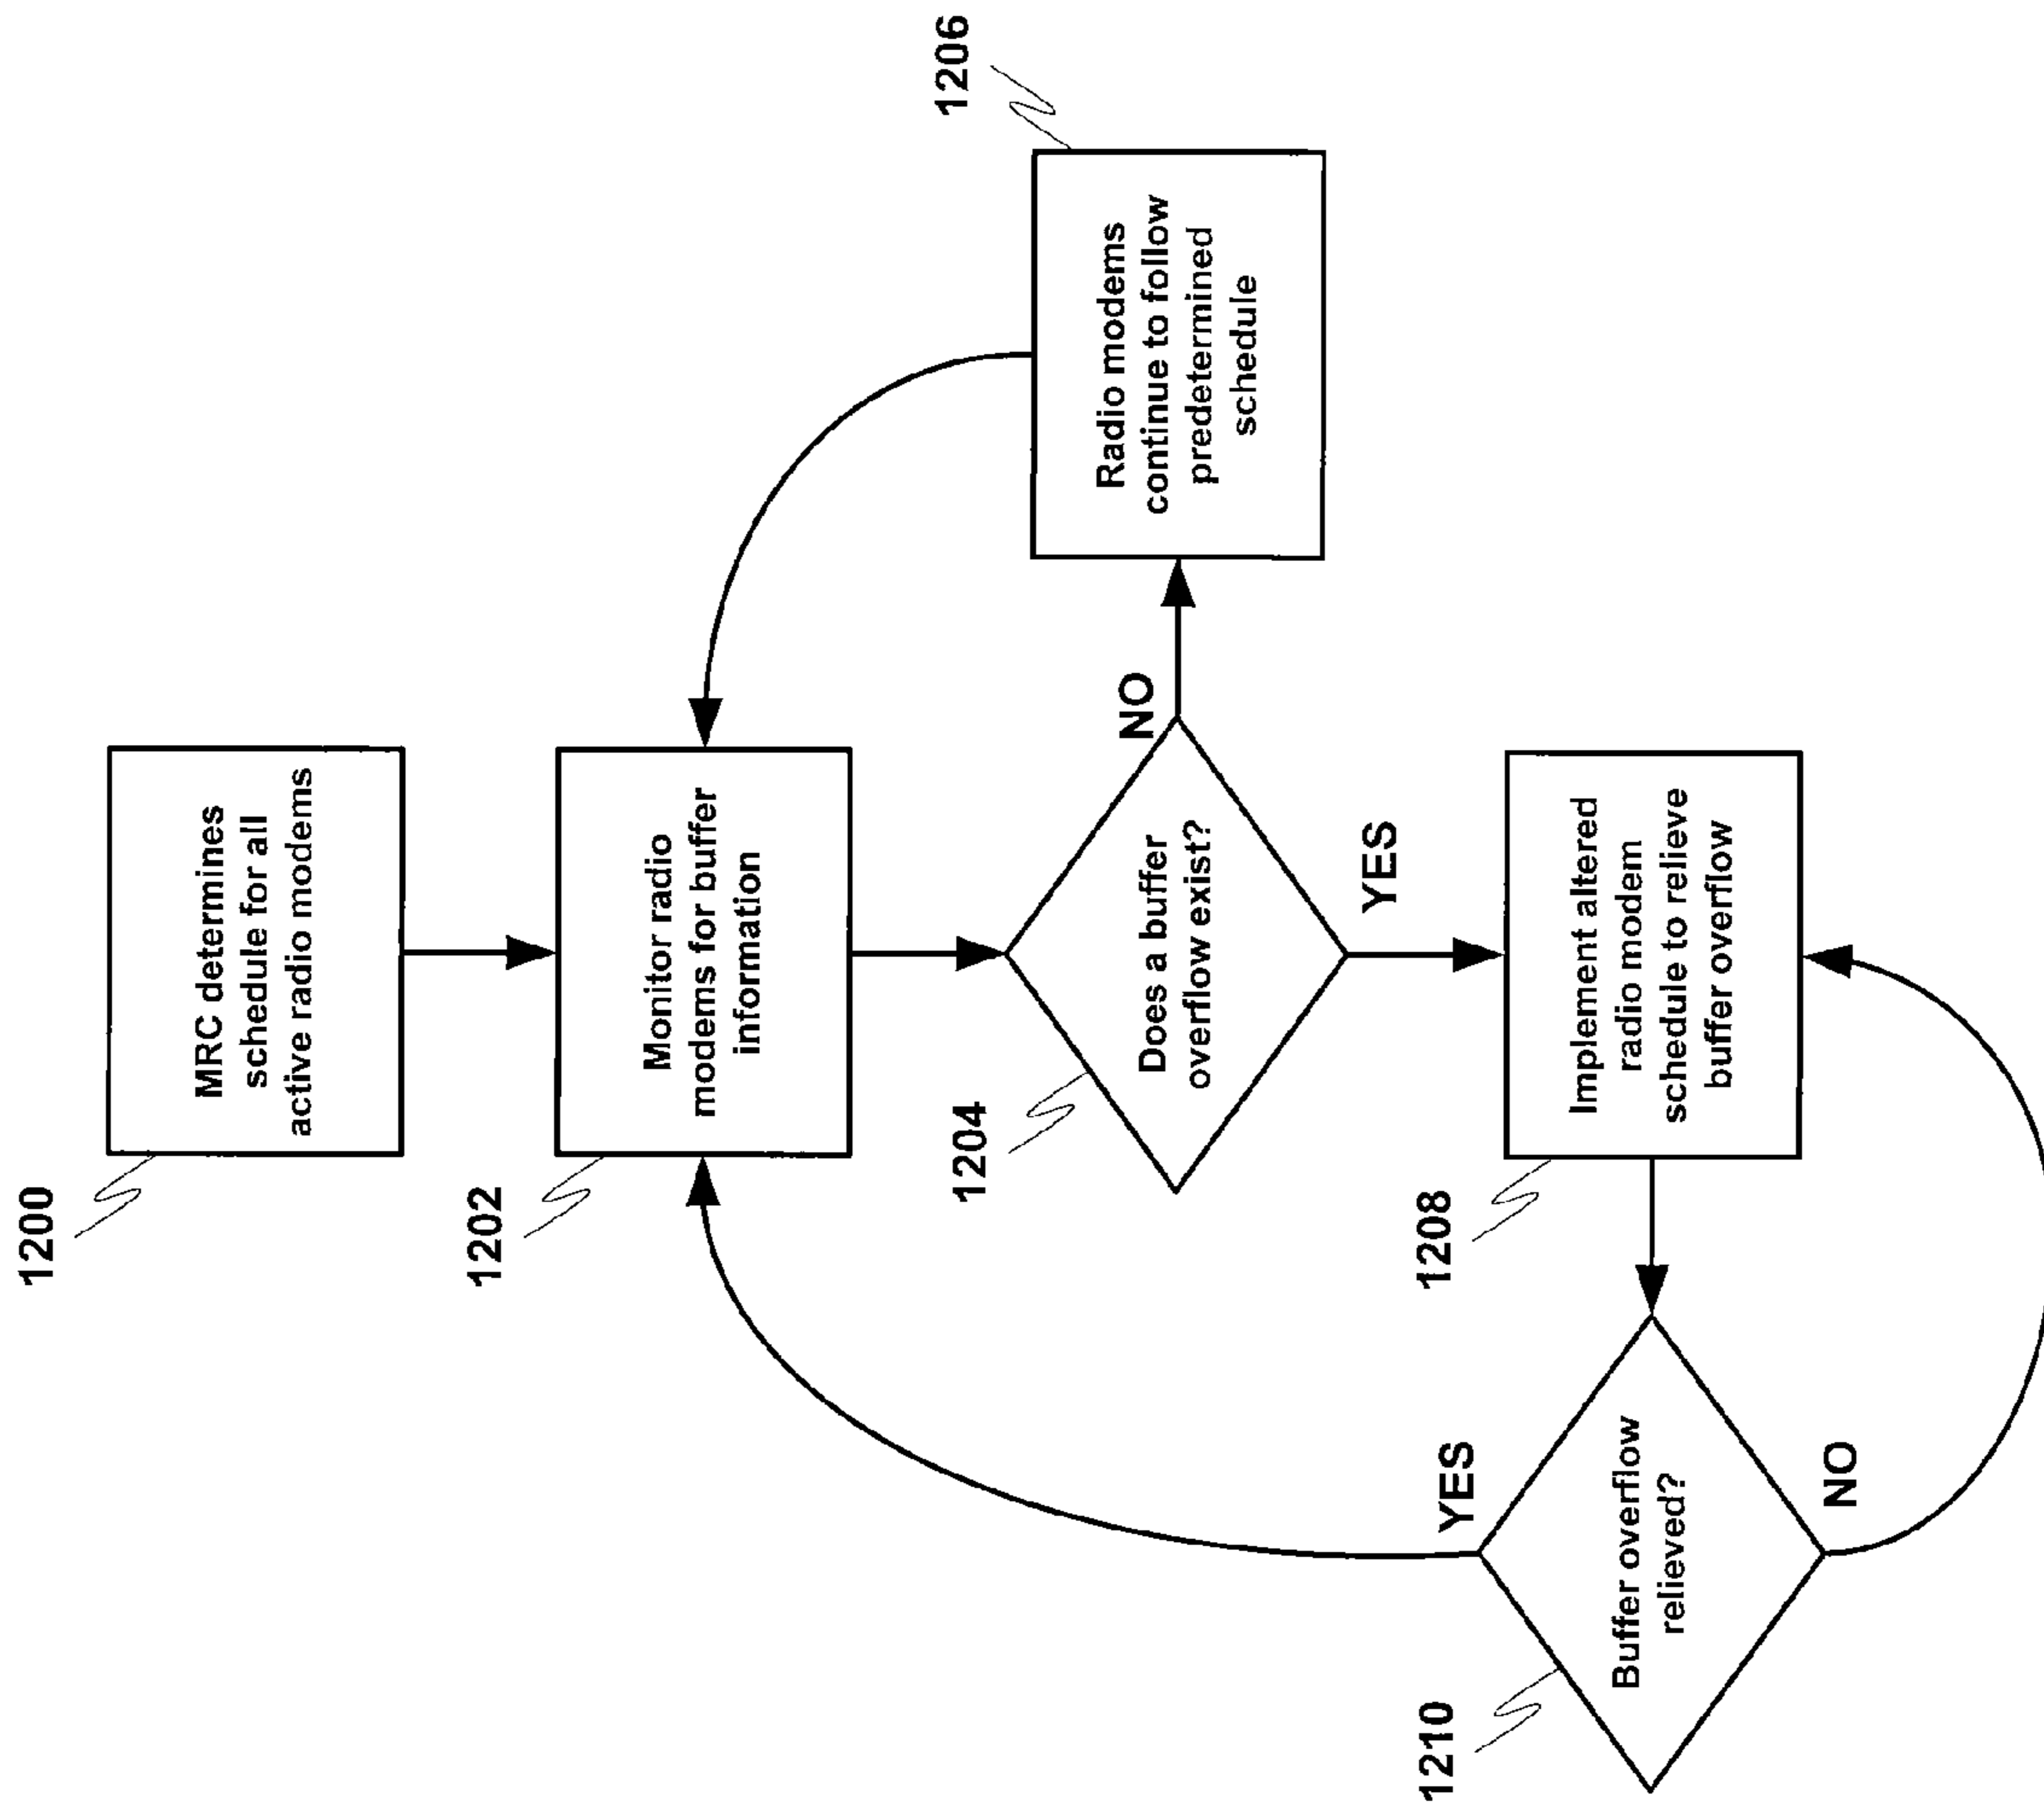 1200
MRC determines
schedule for all
active radio modems
1202
Monitor radio
modems for buffer
information
1204
Does a buffer
overflow exist?
NO
1206
Radio modems
continue to follow
predetermined
schedule
YES
1208
Implement altered
radio modem
schedule to relieve
buffer overflow
1210
Buffer overflow
relieved?
YES
NO